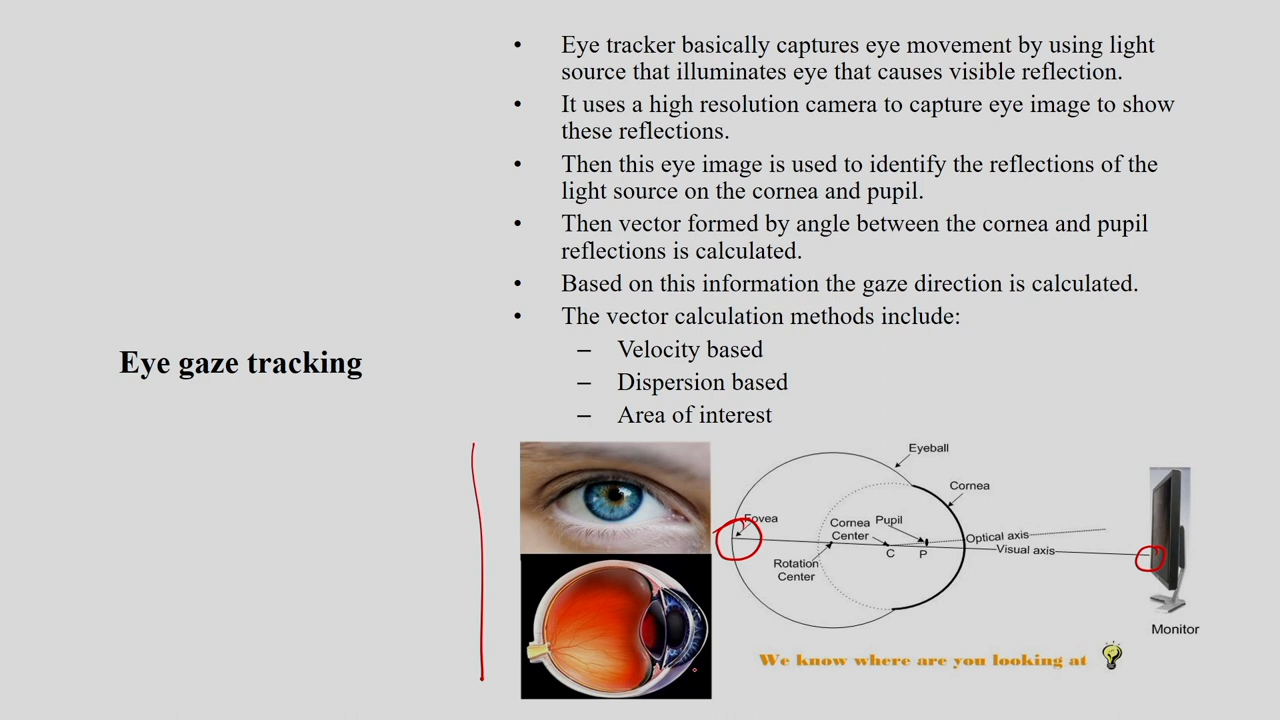 • Eye tracker basically captures eye movement by using light
source that illuminates eye that causes visible reflection.
• It uses a high resolution camera to capture eye image to show
these reflections.
• Then this eye image is used to identify the reflections of the
light source on the cornea and pupil.
• Then vector formed by angle between the cornea and pupil
reflections is calculated.
• Based on this information the gaze direction is calculated.
• The vector calculation methods include:
– Velocity based
– Dispersion based
– Area of interest
Eye gaze tracking
Eyeball
Cornea
Fovea
Cornea
Center
Pupil
Optical axis
Visual axis
C
P
Rotation
Center
Monitor
We know where are you looking at